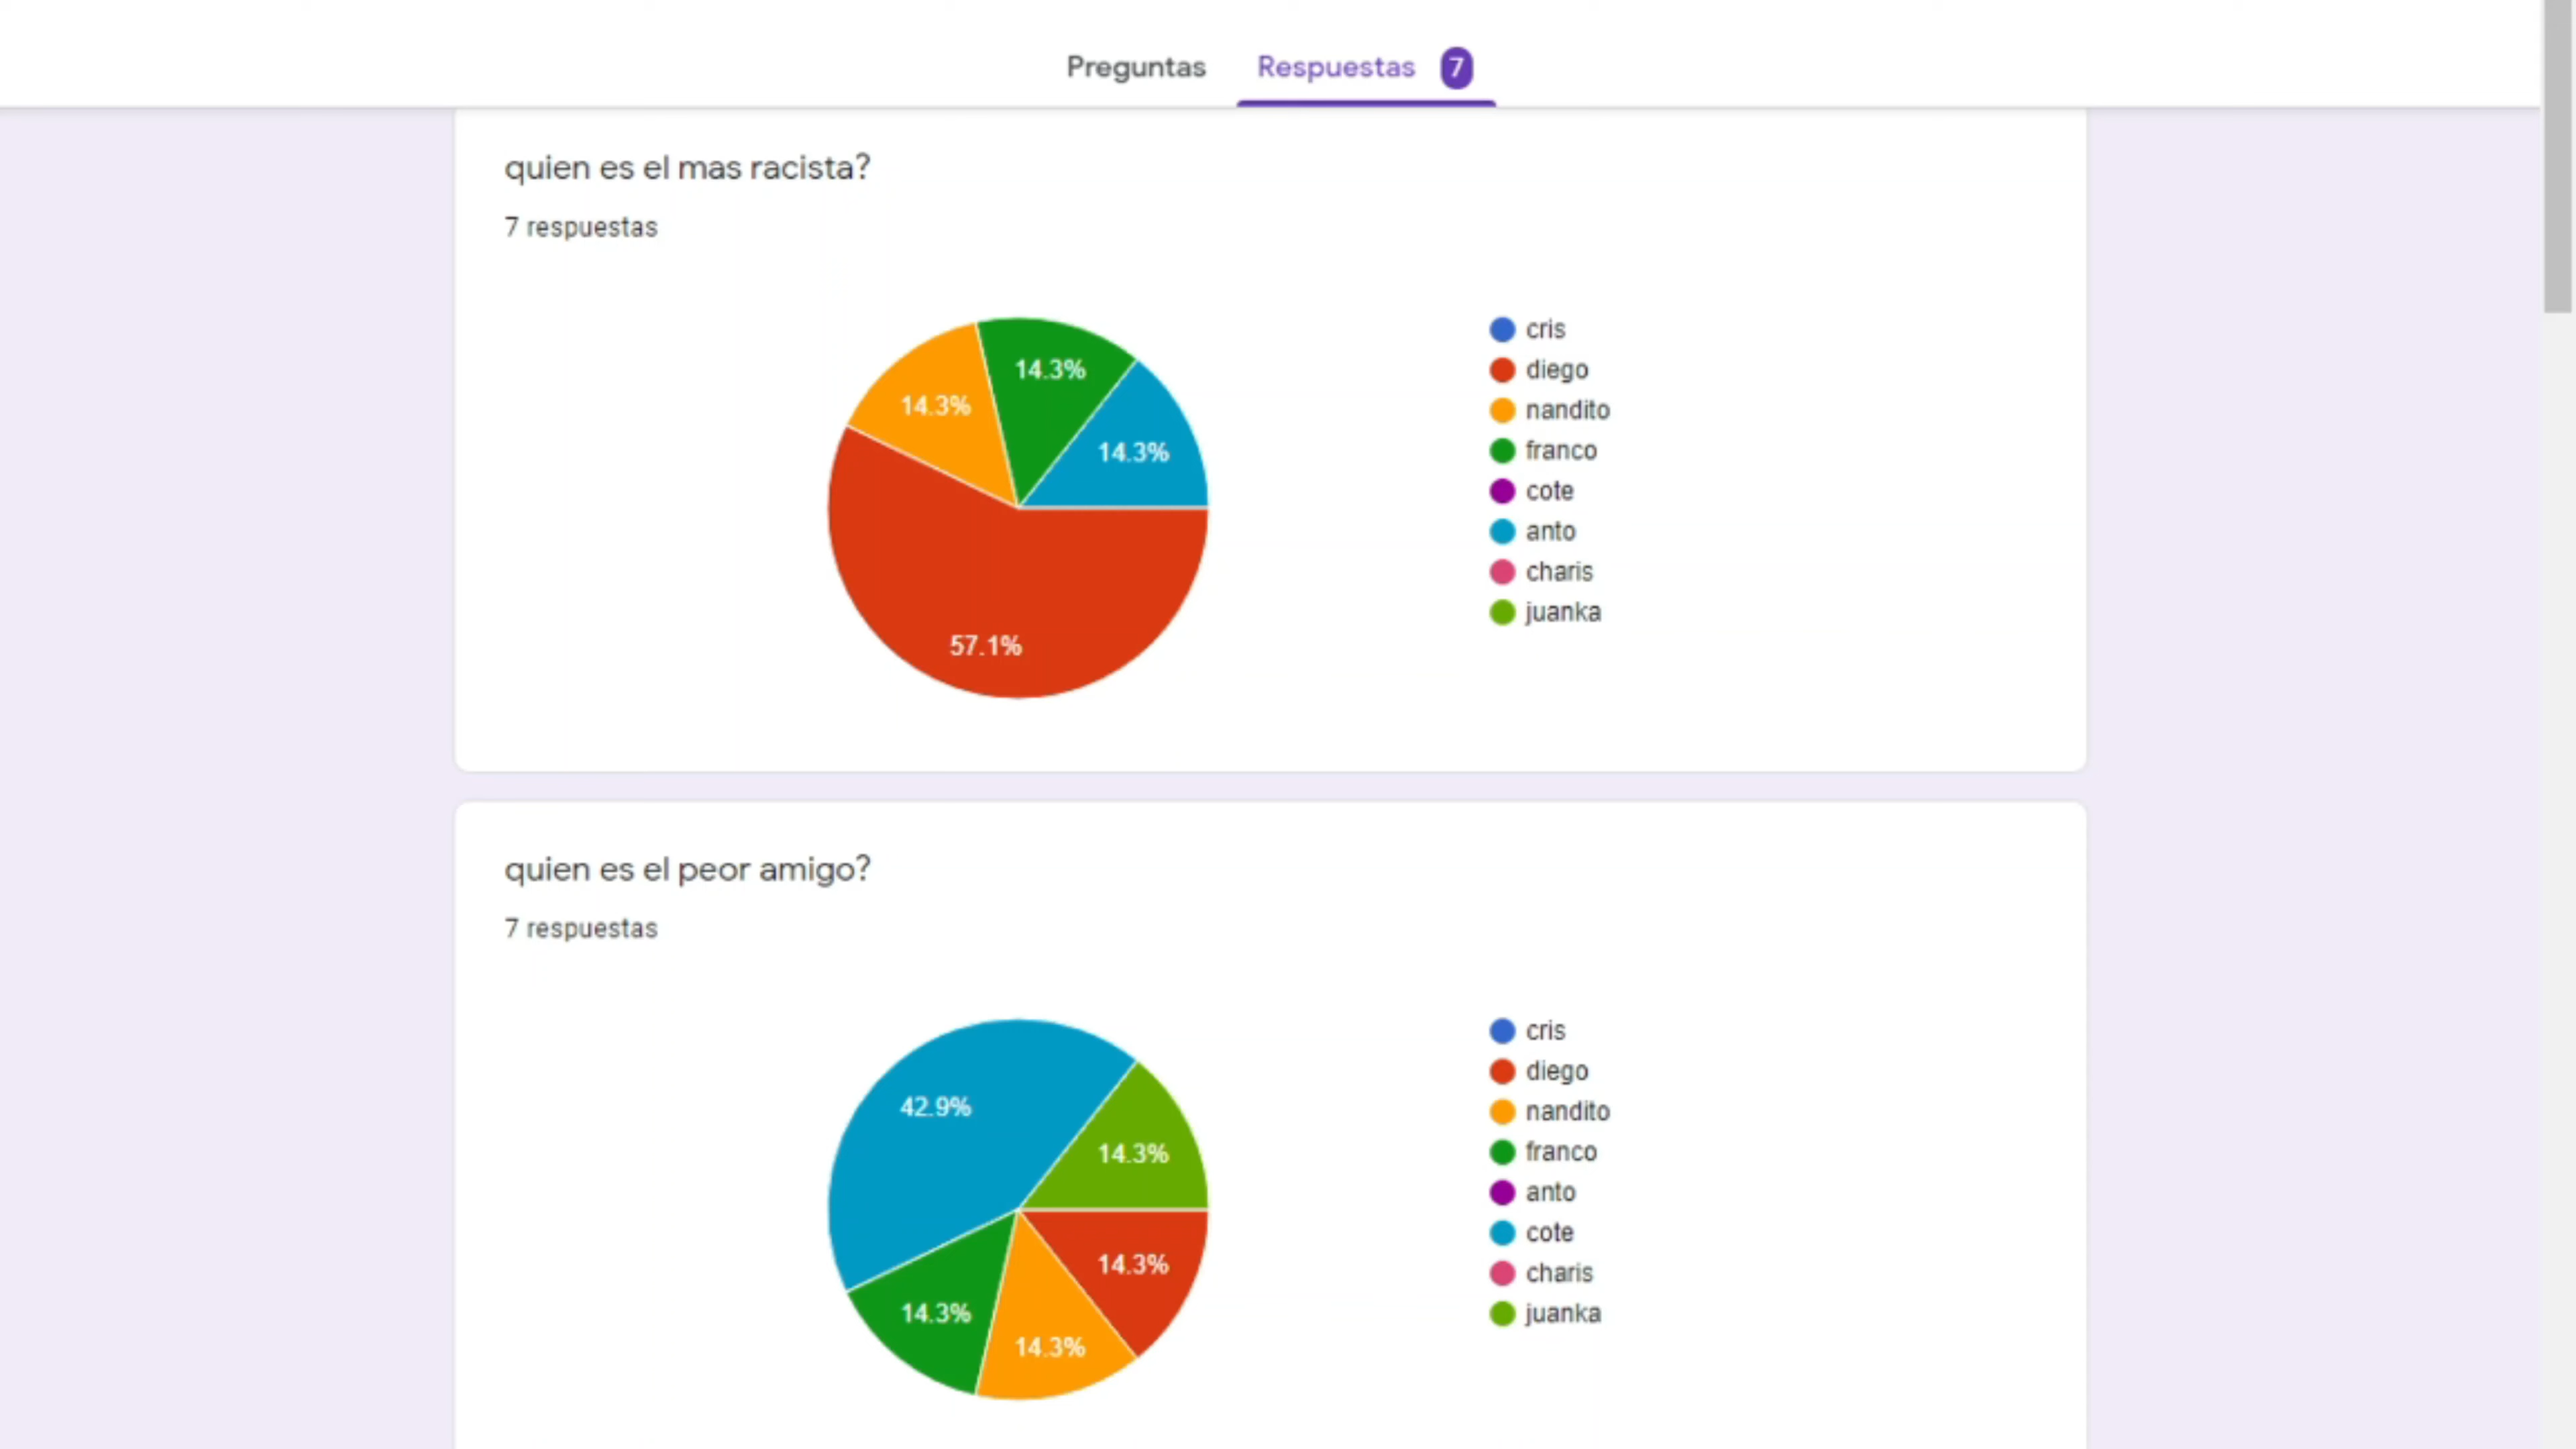 Preguntas Respuestas 7
quien es el mas racista?
7 respuestas
14.3%
14.3%
14.3%
57.1%
cris
diego
nandito
franco
cote
anto
charis
juanka
quien es el peor amigo?
7 respuestas
42.9%
14.3%
14.3%
14.3%
14.3%
cris
diego
nandito
franco
anto
cote
charis
juanka